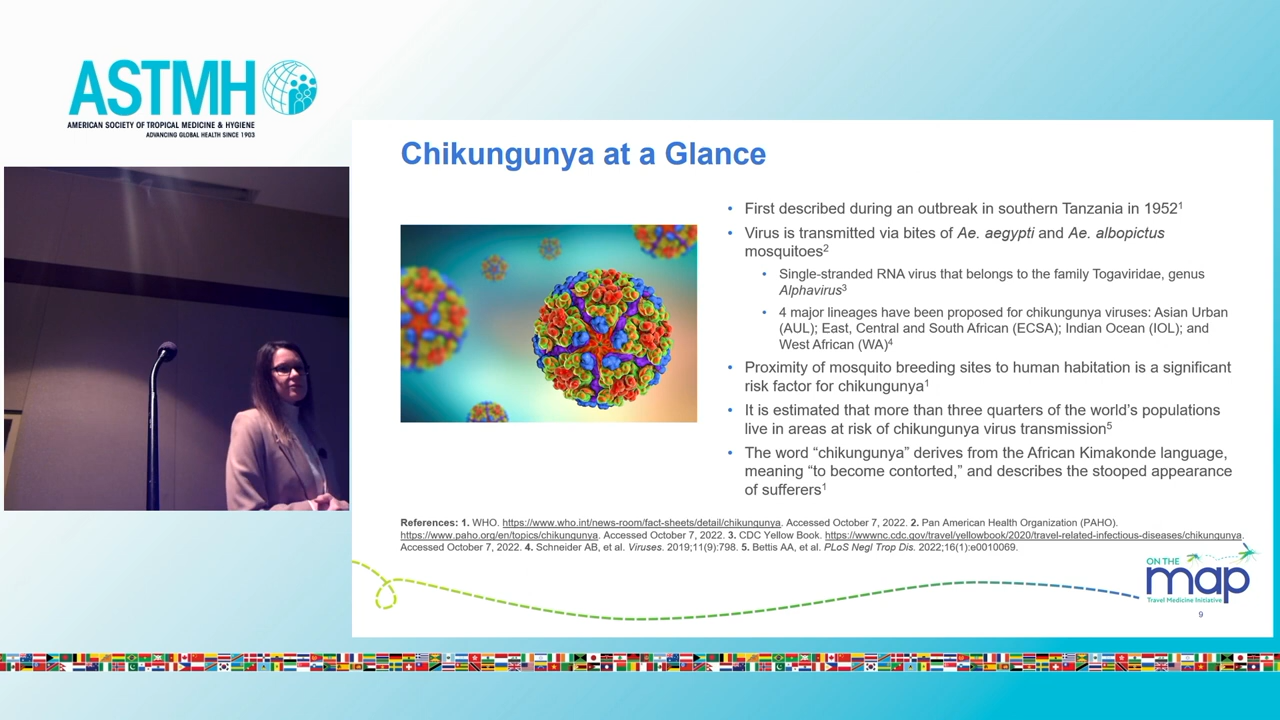 ASTMH
AMERICAN SOCIETY OF TROPICAL MEDICINE & HYGIENE
ADVANCING GLOBAL HEALTH SINCE 1903
Chikungunya at a Glance
• First described during an outbreak in southern Tanzania in 1952¹
• Virus is transmitted via bites of Ae. aegypti and Ae. albopictus
mosquitoes²
• Single-stranded RNA virus that belongs to the family Togaviridae, genus
Alphavirus³
• 4 major lineages have been proposed for chikungunya viruses: Asian Urban
(AUL); East, Central and South African (ECSA); Indian Ocean (IOL); and
West African (WA)⁴
• Proximity of mosquito breeding sites to human habitation is a significant
risk factor for chikungunya¹
• It is estimated that more than three quarters of the world's populations
live in areas at risk of chikungunya virus transmission⁵
• The word “chikungunya” derives from the African Kimakonde language,
meaning “to become contorted,” and describes the stooped appearance
of sufferers¹
References: 1. WHO. https://www.who.int/news-room/fact-sheets/detail/chikungunya. Accessed October 7, 2022. 2. Pan American Health Organization (PAHO).
https://www.paho.org/en/topics/chikungunya. Accessed October 7, 2022. 3. CDC Yellow Book. https://wwwnc.cdc.gov/travel/yellowbook/2020/travel-related-infectious-diseases/chikungunya.
Accessed October 7, 2022. 4. Schneider AB, et al. Viruses. 2019;11(9):798. 5. Bettis AA, et al. PLoS Negl Trop Dis. 2022;16(1):e0010069.
ON THE
map
Travel Medicine Initiative
9